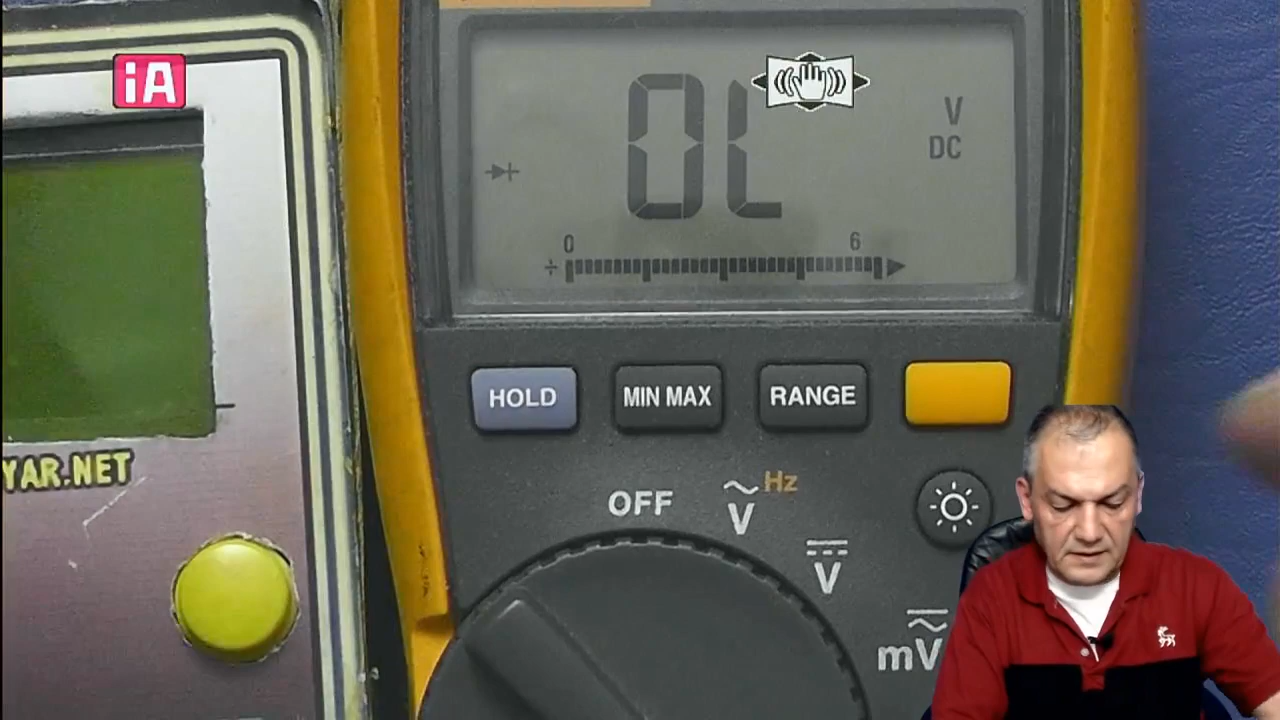 iA
OL
V
DC
0 6
HOLD
MIN MAX
RANGE
YAR.NET
OFF
V Hz
V
mV